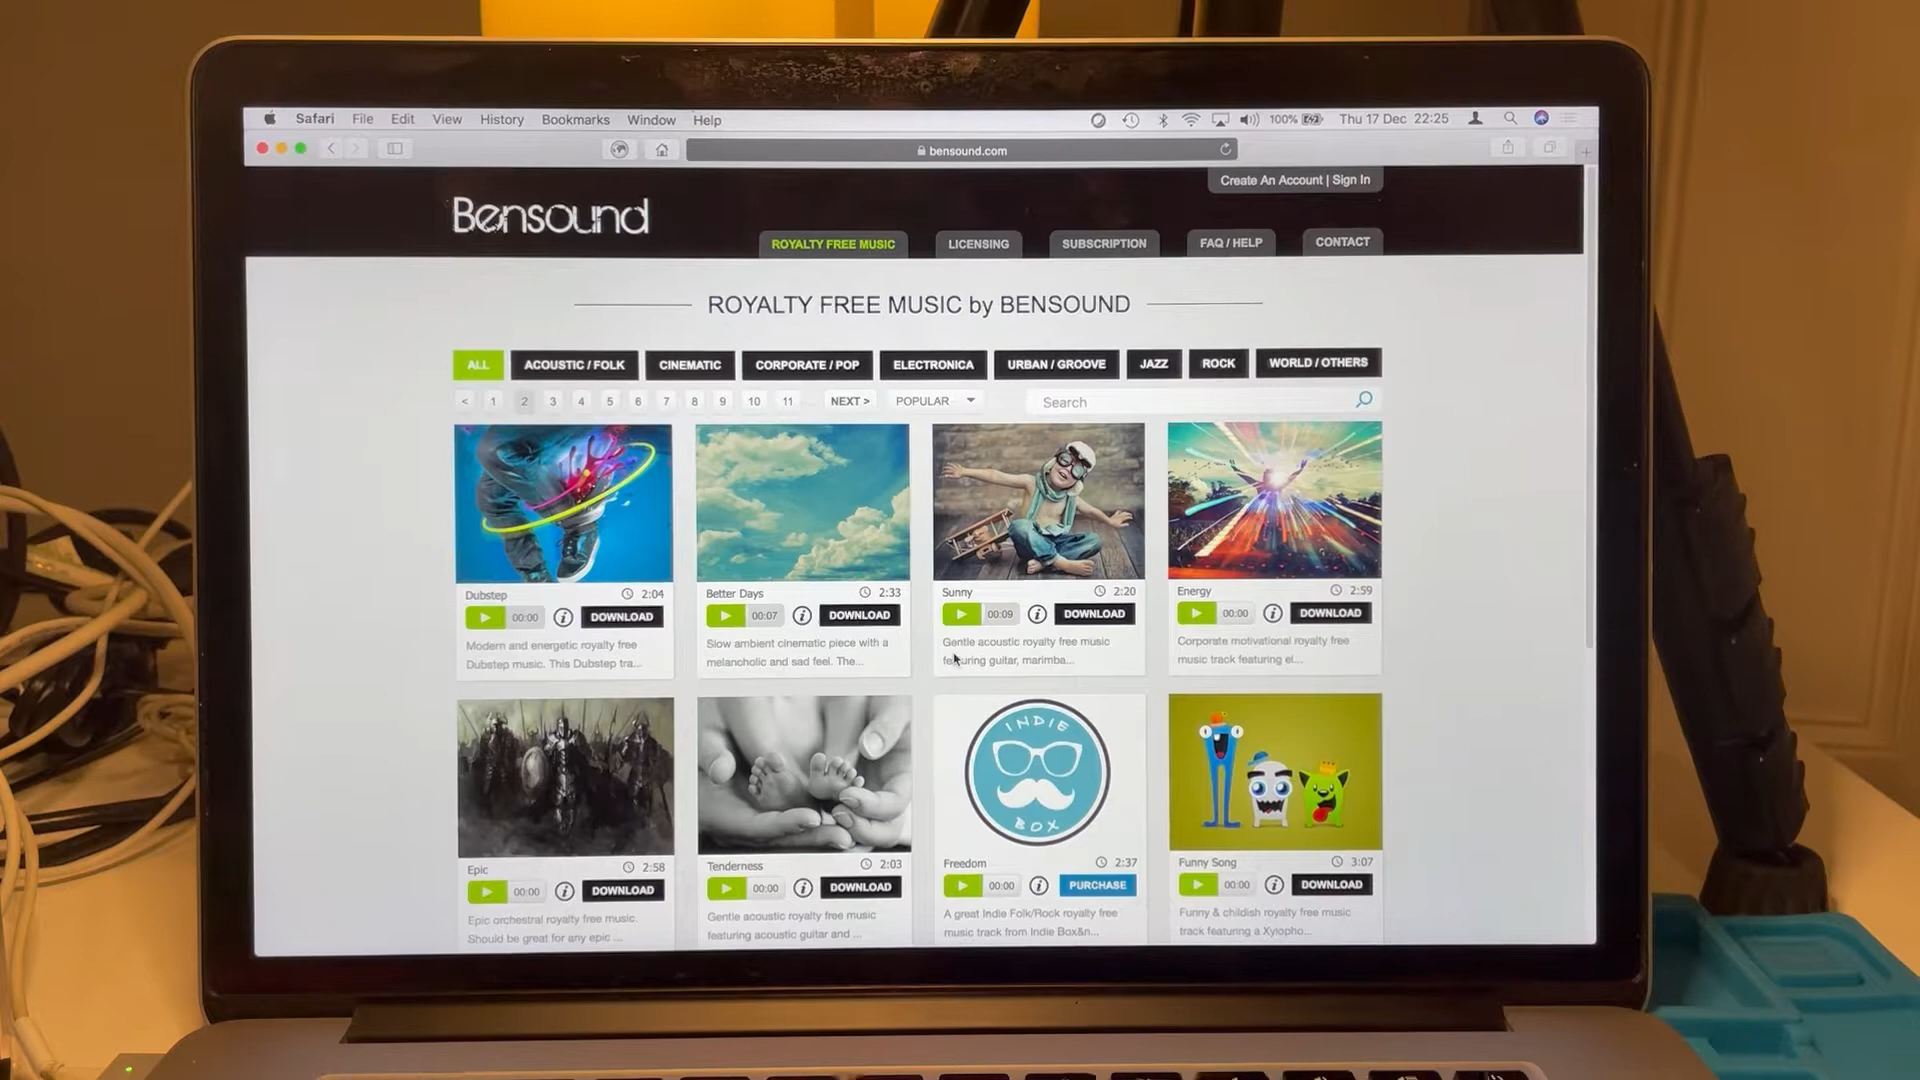 Safari File Edit View History Bookmarks Window Help 100% Thu 17 Dec 22:25
bensound.com
Create An Account | Sign In
Bensound
ROYALTY FREE MUSIC LICENSING SUBSCRIPTION FAQ / HELP CONTACT
ROYALTY FREE MUSIC by BENSOUND
ALL ACOUSTIC / FOLK CINEMATIC CORPORATE / POP ELECTRONICA URBAN / GROOVE JAZZ ROCK WORLD / OTHERS
< 1 2 3 4 5 6 7 8 9 10 11 ... NEXT > POPULAR Search
Dubstep 2:04
00:00 DOWNLOAD
Modern and energetic royalty free
Dubstep music. This Dubstep tra...
Better Days 2:33
00:07 DOWNLOAD
Slow ambient cinematic piece with a
melancholic and sad feel. The...
Sunny 2:20
00:09 DOWNLOAD
Gentle acoustic royalty free music
featuring guitar, marimba...
Energy 2:59
00:00 DOWNLOAD
Corporate motivational royalty free
music track featuring el...
Epic 2:58
00:00 DOWNLOAD
Epic orchestral royalty free music.
Should be great for any epic ...
Tenderness 2:03
00:00 DOWNLOAD
Gentle acoustic royalty free music
featuring acoustic guitar and ...
INDIE
BOX
Freedom 2:37
00:00 PURCHASE
A great Indie Folk/Rock royalty free
music track from Indie Box&n...
Funny Song 3:07
00:00 DOWNLOAD
Funny & childish royalty free music
track featuring a Xylopho...